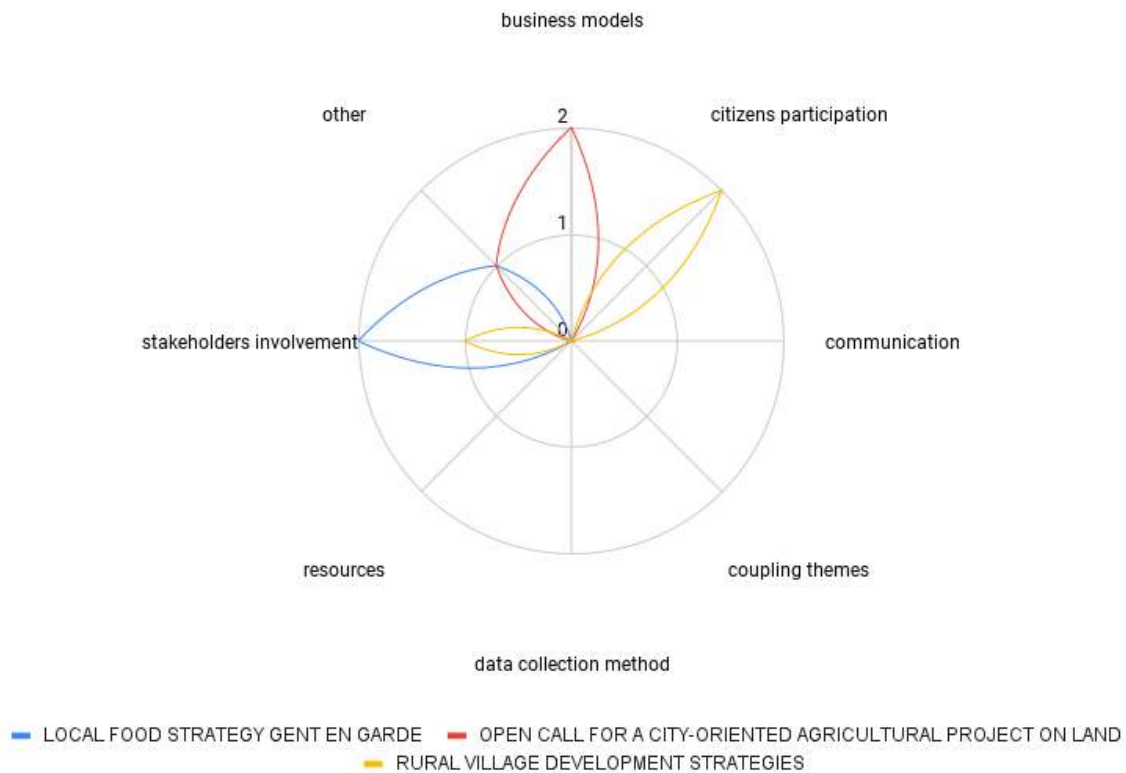 business models
other
citizens participation
2
1
0
stakeholders involvement
communication
resources
coupling themes
data collection method
LOCAL FOOD STRATEGY GENT EN GARDE
OPEN CALL FOR A CITY-ORIENTED AGRICULTURAL PROJECT ON LAND
RURAL VILLAGE DEVELOPMENT STRATEGIES